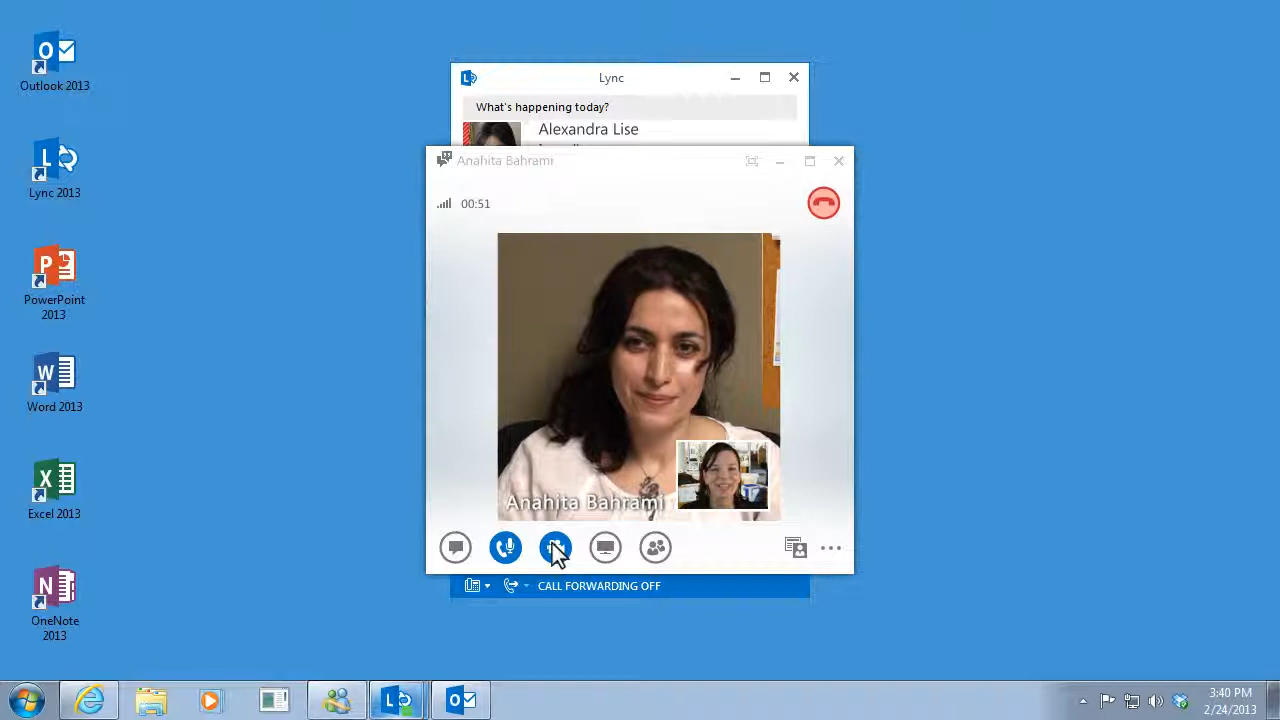 Outlook 2013
Lync 2013
PowerPoint
2013
Word 2013
Excel 2013
OneNote
2013
Lync
What's happening today?
Alexandra Lise
Anahita Bahrami
00:51
Anahita Bahrami
CALL FORWARDING OFF
3:40 PM
2/24/2013